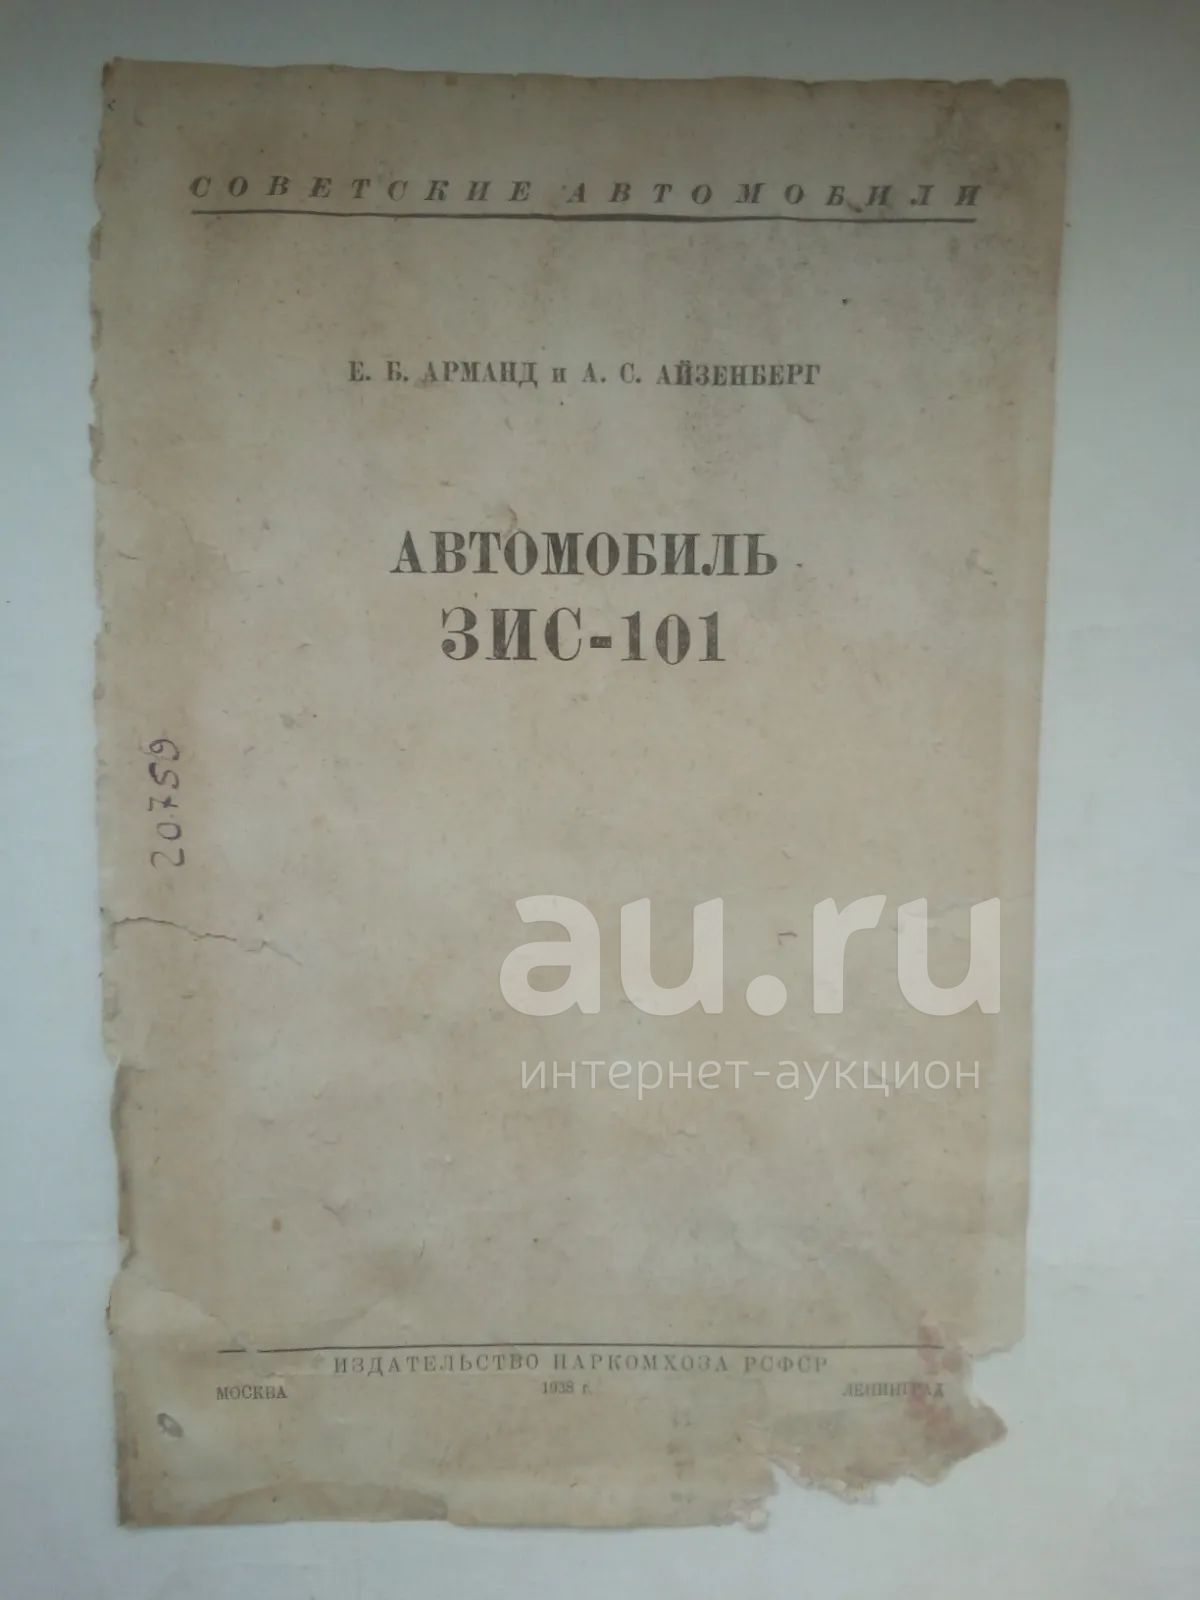 СОВЕТСКИЕ АВТОМОБИЛИ
Е. Б. АРМАНД и А. С. АЙЗЕНБЕРГ
АВТОМОБИЛЬ
ЗИС-101
20759
au.ru
интернет-аукцион
ИЗДАТЕЛЬСТВО НАРКОМХОЗА РСФСР
МОСКВА 1938 г. ЛЕНИНГРАД